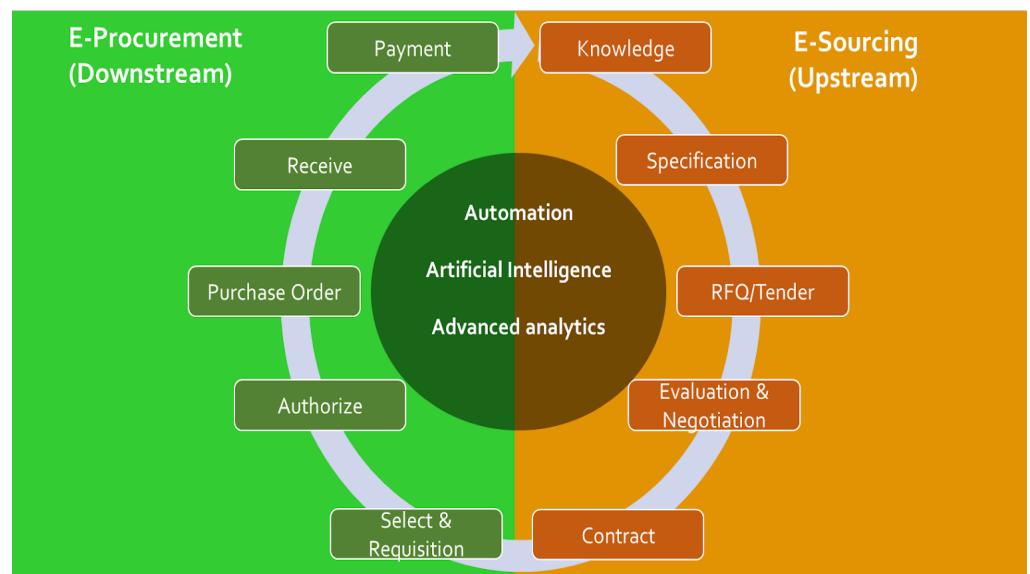 E-Procurement
(Downstream)
E-Sourcing
(Upstream)
Payment
Knowledge
Receive
Specification
Automation
Artificial Intelligence
Advanced analytics
Purchase Order
RFQ/Tender
Authorize
Evaluation &
Negotiation
Select &
Requisition
Contract